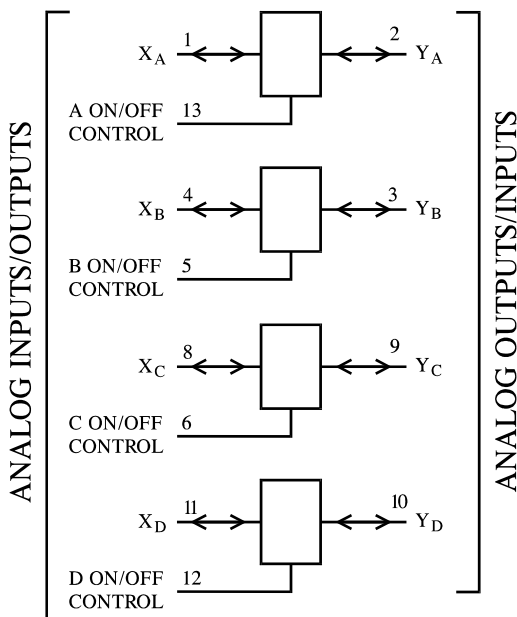 ANALOG INPUTS/OUTPUTS
X_A 1 2 Y_A
A ON/OFF 13
CONTROL
X_B 4 3 Y_B
B ON/OFF 5
CONTROL
X_C 8 9 Y_C
C ON/OFF 6
CONTROL
X_D 11 10 Y_D
D ON/OFF 12
CONTROL
ANALOG OUTPUTS/INPUTS